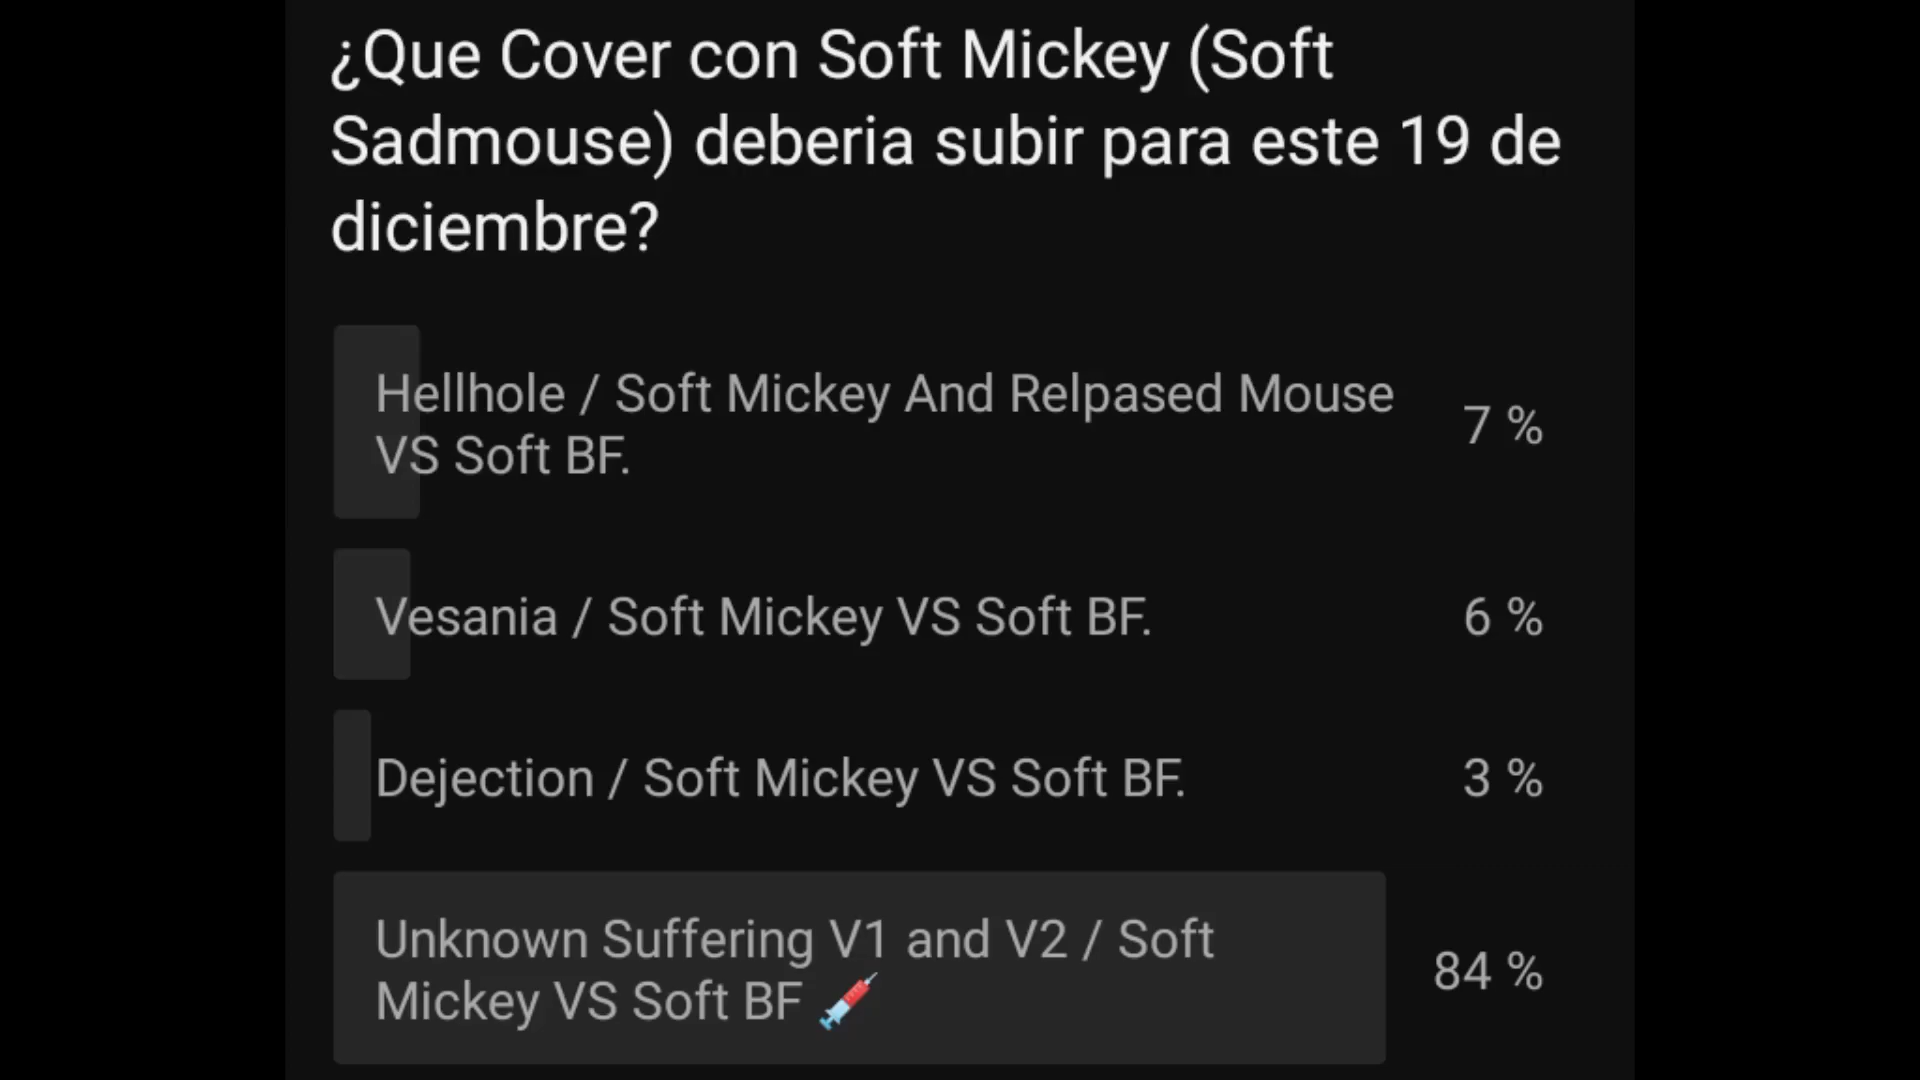 ¿Que Cover con Soft Mickey (Soft
Sadmouse) deberia subir para este 19 de
diciembre?
Hellhole / Soft Mickey And Relpased Mouse
VS Soft BF.
7 %
Vesania / Soft Mickey VS Soft BF.
6 %
Dejection / Soft Mickey VS Soft BF.
3 %
Unknown Suffering V1 and V2 / Soft
Mickey VS Soft BF 💉
84 %